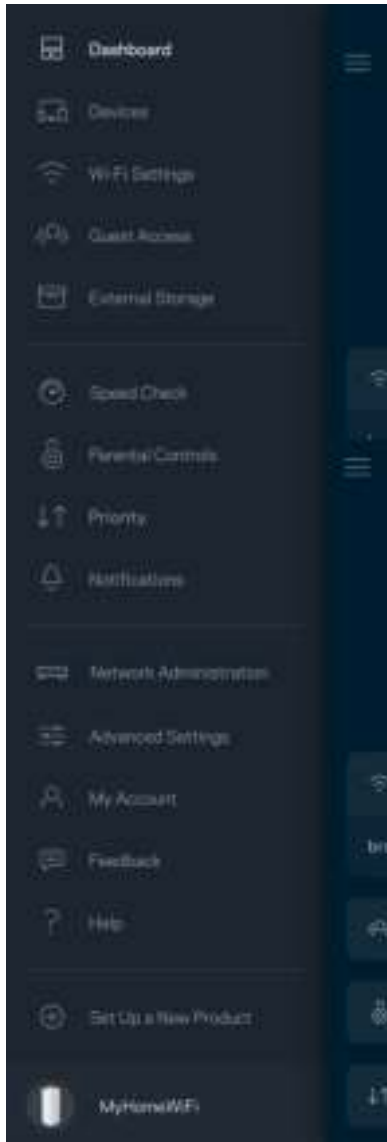 Dashboard
Devices
Wi-Fi Settings
Guest Access
External Storage
Speed Check
Parental Controls
Priority
Notifications
Network Administration
Advanced Settings
My Account
Feedback
Help
Set Up a New Product
MyHomeWiFi